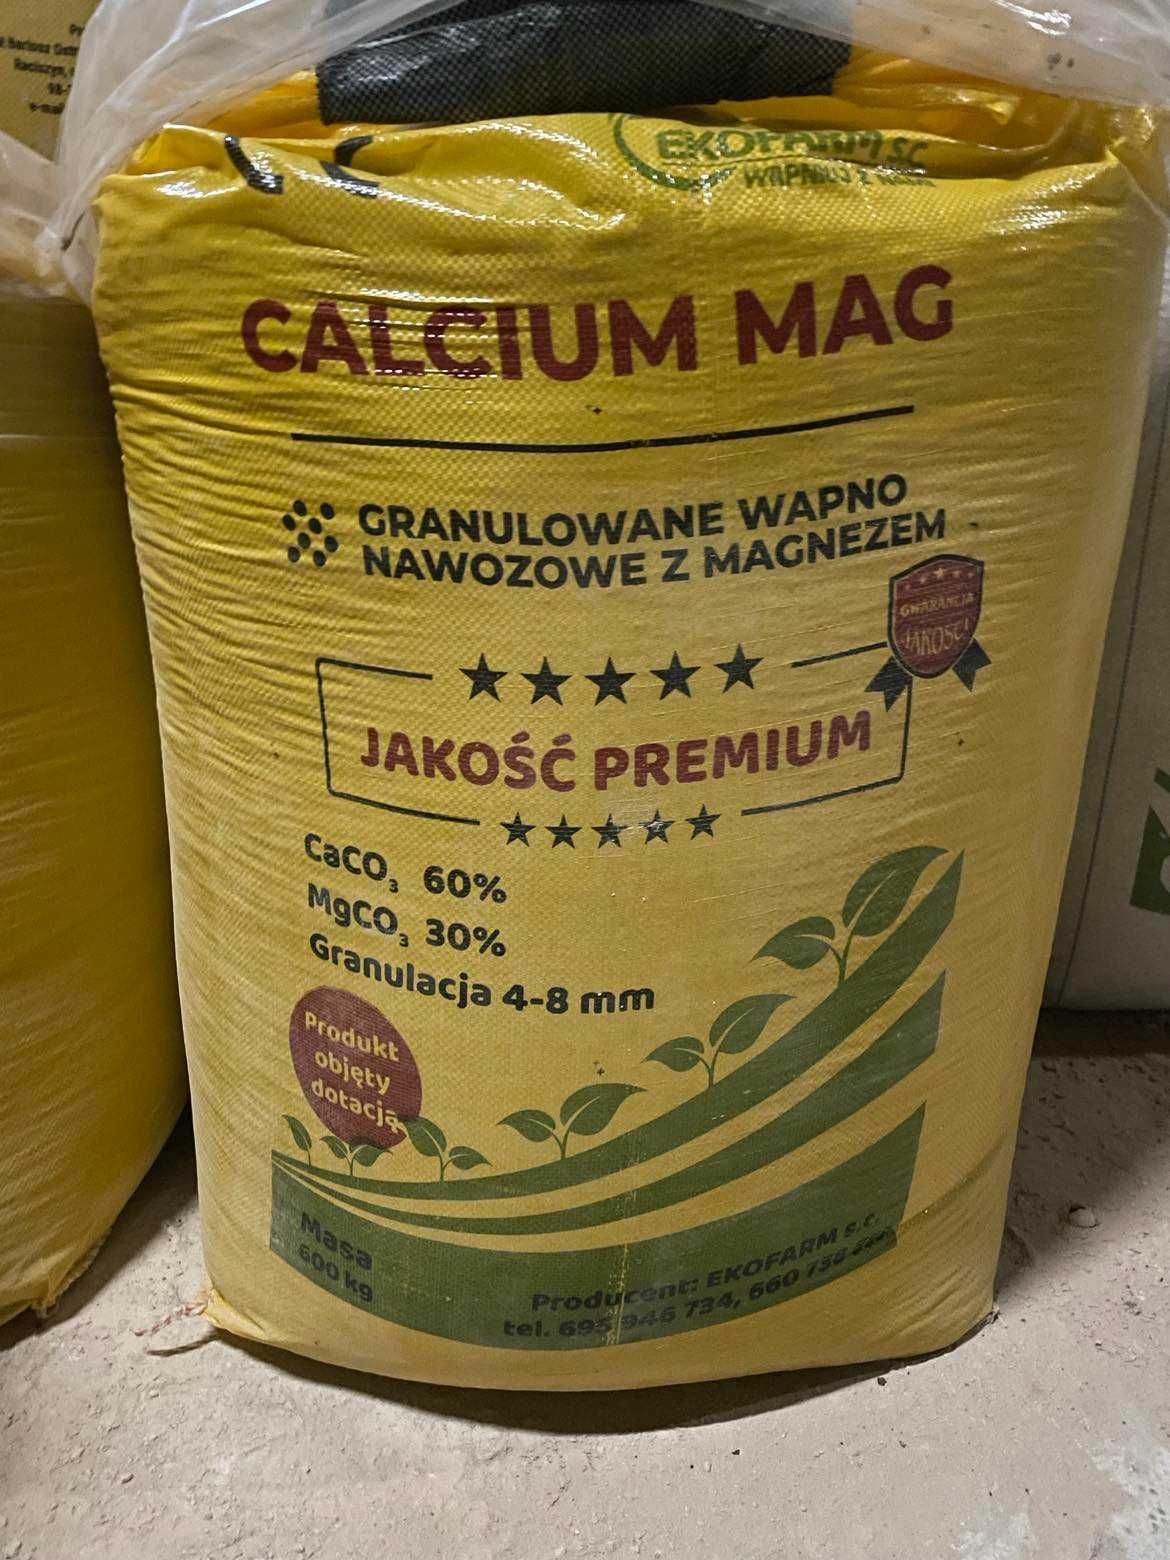 EKOFARM SC
CALCIUM MAG
GRANULOWANE WAPNO
NAWOZOWE Z MAGNEZEM
GWARANCJA
JAKOŚCI
JAKOŚĆ PREMIUM
CaCO₃ 60%
MgCO₃ 30%
Granulacja 4-8 mm
Produkt
objęty
dotacją
Masa
600 kg
Producent: EKOFARM s.c.
tel. 695 946 734, 660